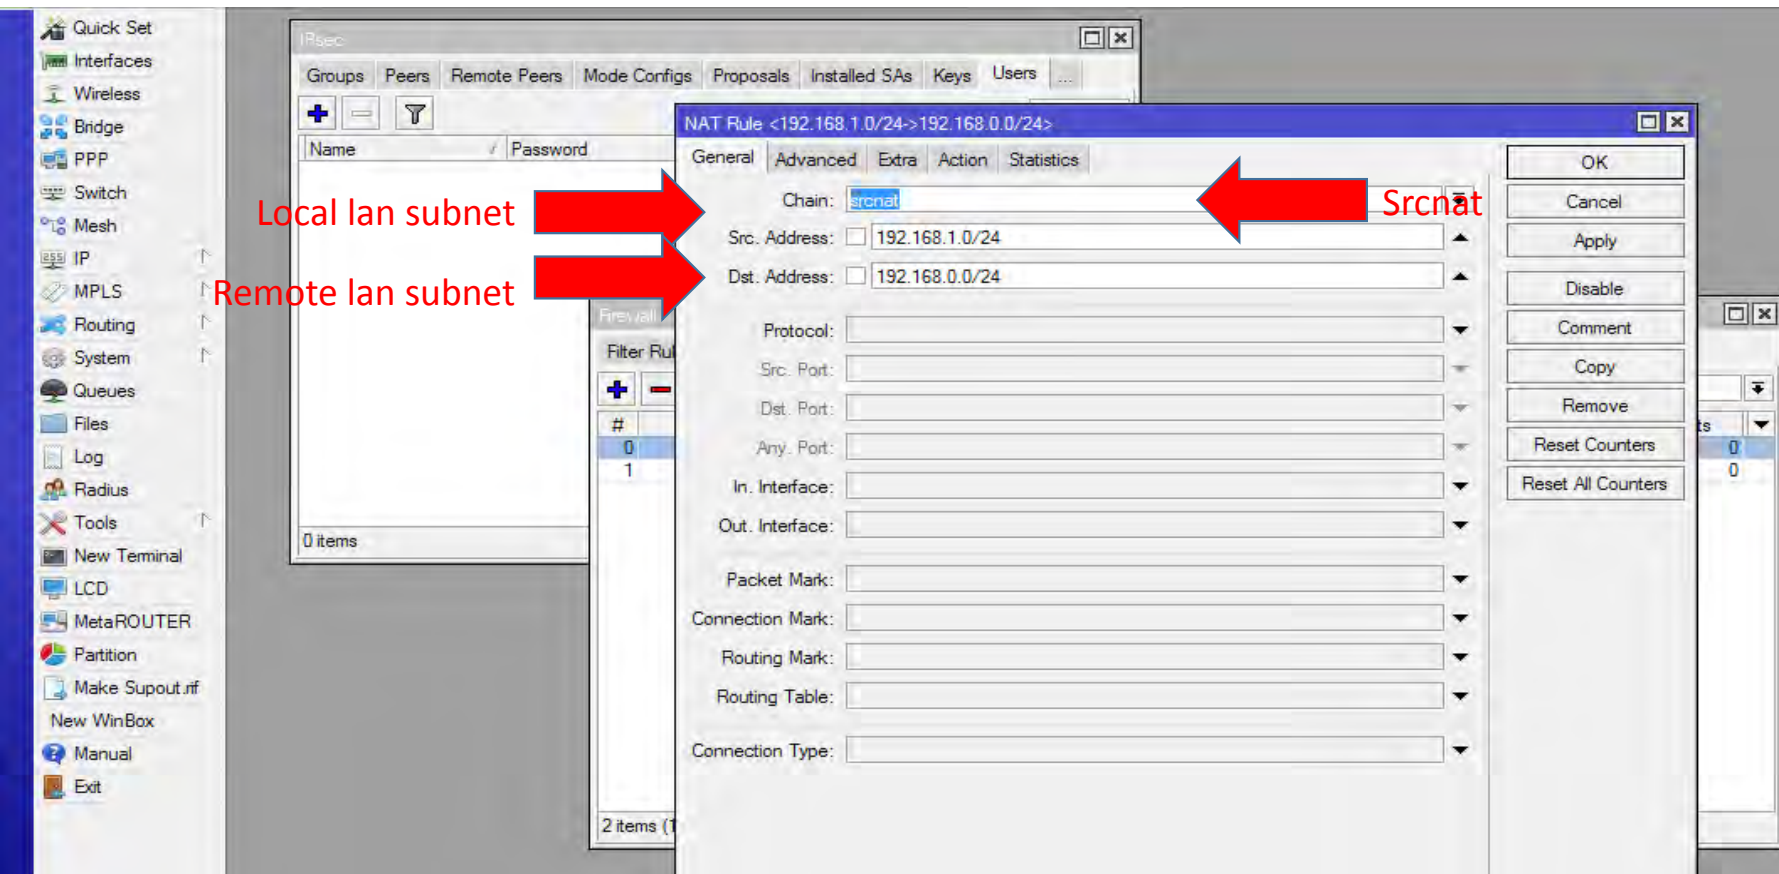 Quick Set
Interfaces
Wireless
Bridge
PPP
Switch
Mesh
IP
MPLS
Routing
System
Queues
Files
Log
Radius
Tools
New Terminal
LCD
MetaROUTER
Partition
Make Supout.rif
New WinBox
Manual
Exit
IPsec
Groups Peers Remote Peers Mode Configs Proposals Installed SAs Keys Users ...
Name Password
0 items
Local lan subnet
Remote lan subnet
Srcnat
Firewall
Filter Rul
#
0
1
2 items (1
NAT Rule <192.168.1.0/24->192.168.0.0/24>
General Advanced Extra Action Statistics
Chain: srcnat
Src. Address: 192.168.1.0/24
Dst. Address: 192.168.0.0/24
Protocol:
Src. Port:
Dst. Port:
Any. Port:
In. Interface:
Out. Interface:
Packet Mark:
Connection Mark:
Routing Mark:
Routing Table:
Connection Type:
OK
Cancel
Apply
Disable
Comment
Copy
Remove
Reset Counters
Reset All Counters
ts
0
0